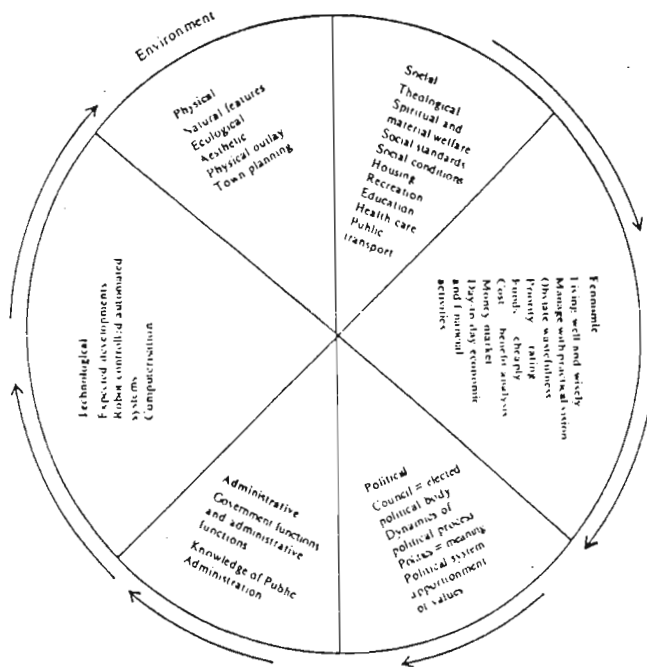 Environment
Physical
Natural features
Ecological
Aesthetic
Physical outlay
Town planning
Social
Theological
Spiritual and
material welfare
Social standards
Social conditions
Housing
Recreation
Education
Health care
Public
transport
Economic
Living well and wisely
Manage with practical vision
Obviate wastefulness
Priority rating
Funds cheaply
Cost benefit analysis
Money market
Day-to day economic
and financial
activities
Political
Council = elected
political body
Dynamics of
political process
= meaning
Political system
apportionment
of values
Administrative
Government functions
and administrative
functions
Knowledge of Public
Administration
Technological
Expected developments
Robot controlled automated
systems
Computerisation